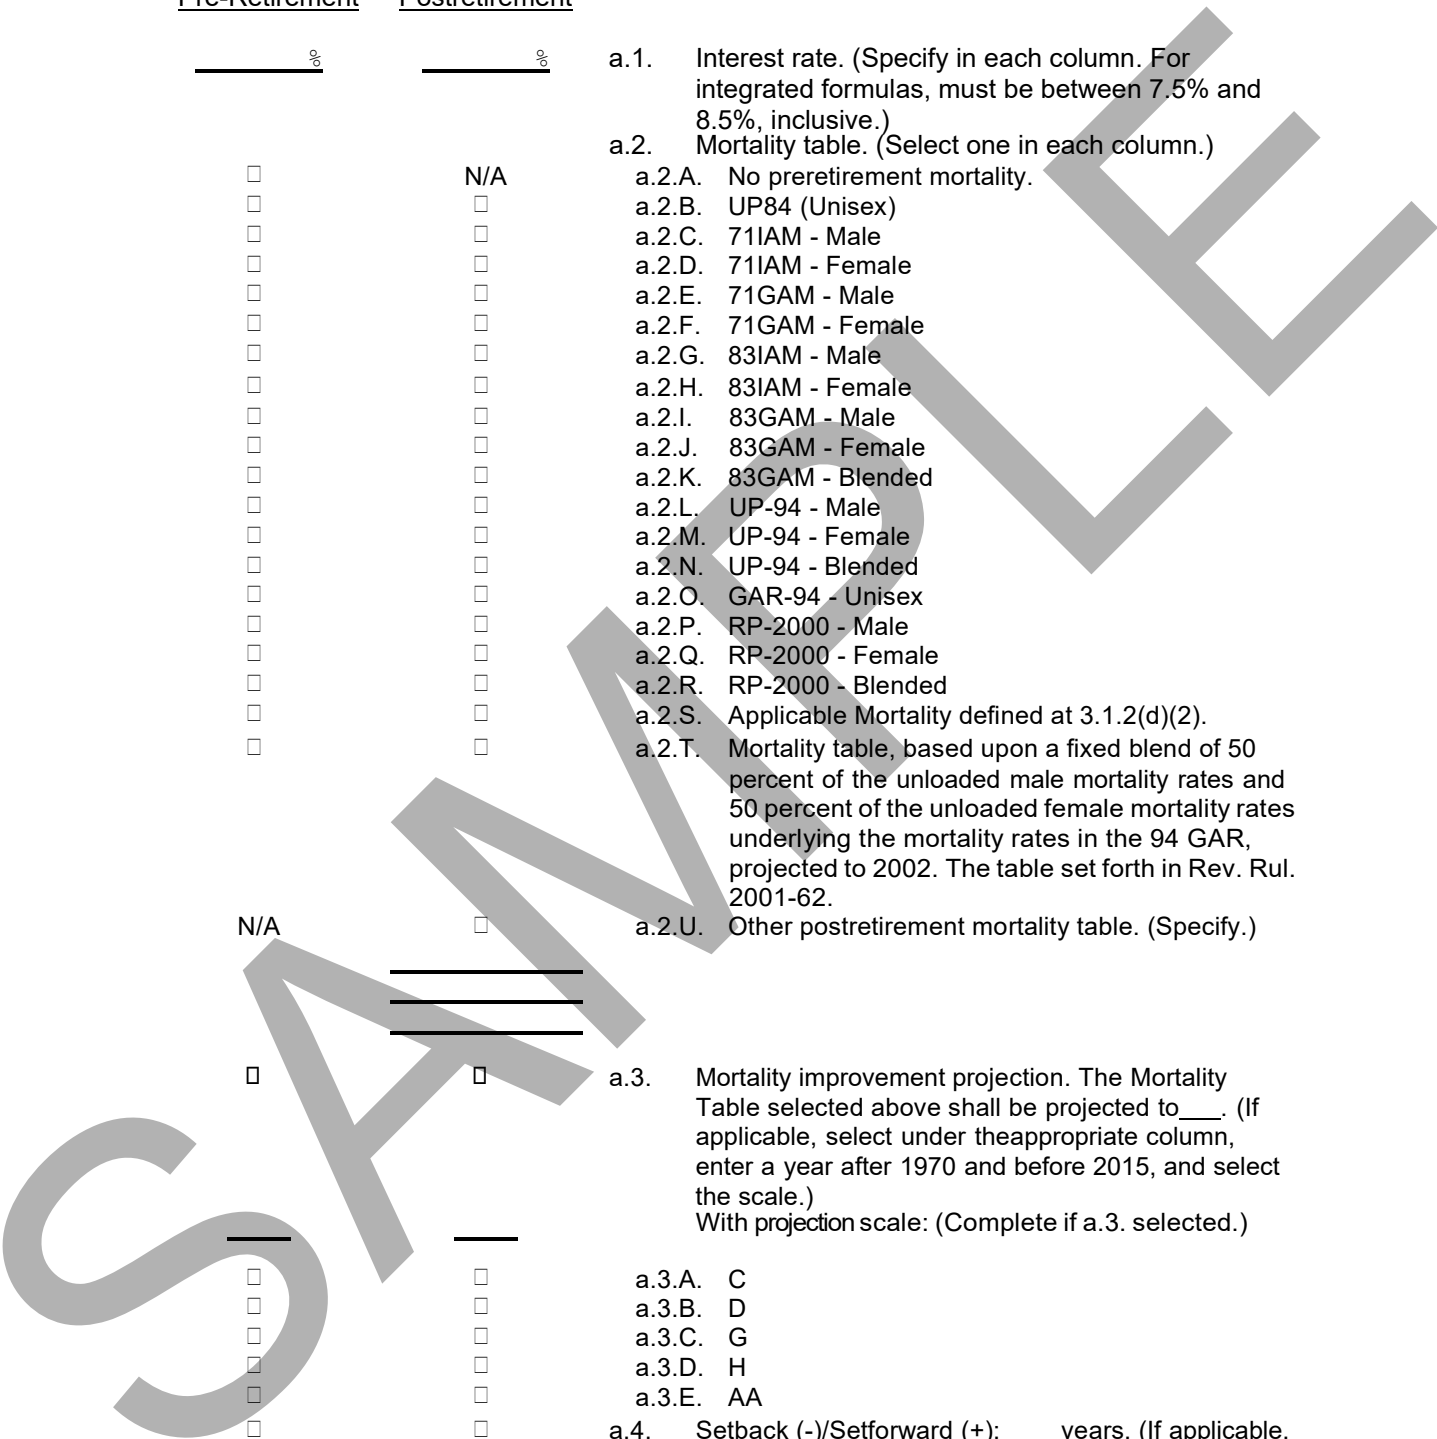 Pre-Retirement Postretirement
% % a.1. Interest rate. (Specify in each column. For
integrated formulas, must be between 7.5% and
8.5%, inclusive.)
a.2. Mortality table. (Select one in each column.)
N/A a.2.A. No preretirement mortality.
a.2.B. UP84 (Unisex)
a.2.C. 71IAM - Male
a.2.D. 71IAM - Female
a.2.E. 71GAM - Male
a.2.F. 71GAM - Female
a.2.G. 83IAM - Male
a.2.H. 83IAM - Female
a.2.I. 83GAM - Male
a.2.J. 83GAM - Female
a.2.K. 83GAM - Blended
a.2.L. UP-94 - Male
a.2.M. UP-94 - Female
a.2.N. UP-94 - Blended
a.2.O. GAR-94 - Unisex
a.2.P. RP-2000 - Male
a.2.Q. RP-2000 - Female
a.2.R. RP-2000 - Blended
a.2.S. Applicable Mortality defined at 3.1.2(d)(2).
a.2.T. Mortality table, based upon a fixed blend of 50
percent of the unloaded male mortality rates and
50 percent of the unloaded female mortality rates
underlying the mortality rates in the 94 GAR,
projected to 2002. The table set forth in Rev. Rul.
2001-62.
N/A a.2.U. Other postretirement mortality table. (Specify.)
a.3. Mortality improvement projection. The Mortality
Table selected above shall be projected to___. (If
applicable, select under theappropriate column,
enter a year after 1970 and before 2015, and select
the scale.)
With projection scale: (Complete if a.3. selected.)
a.3.A. C
a.3.B. D
a.3.C. G
a.3.D. H
a.3.E. AA
a.4. Setback (-)/Setforward (+): years. (If applicable,
SAMPLE